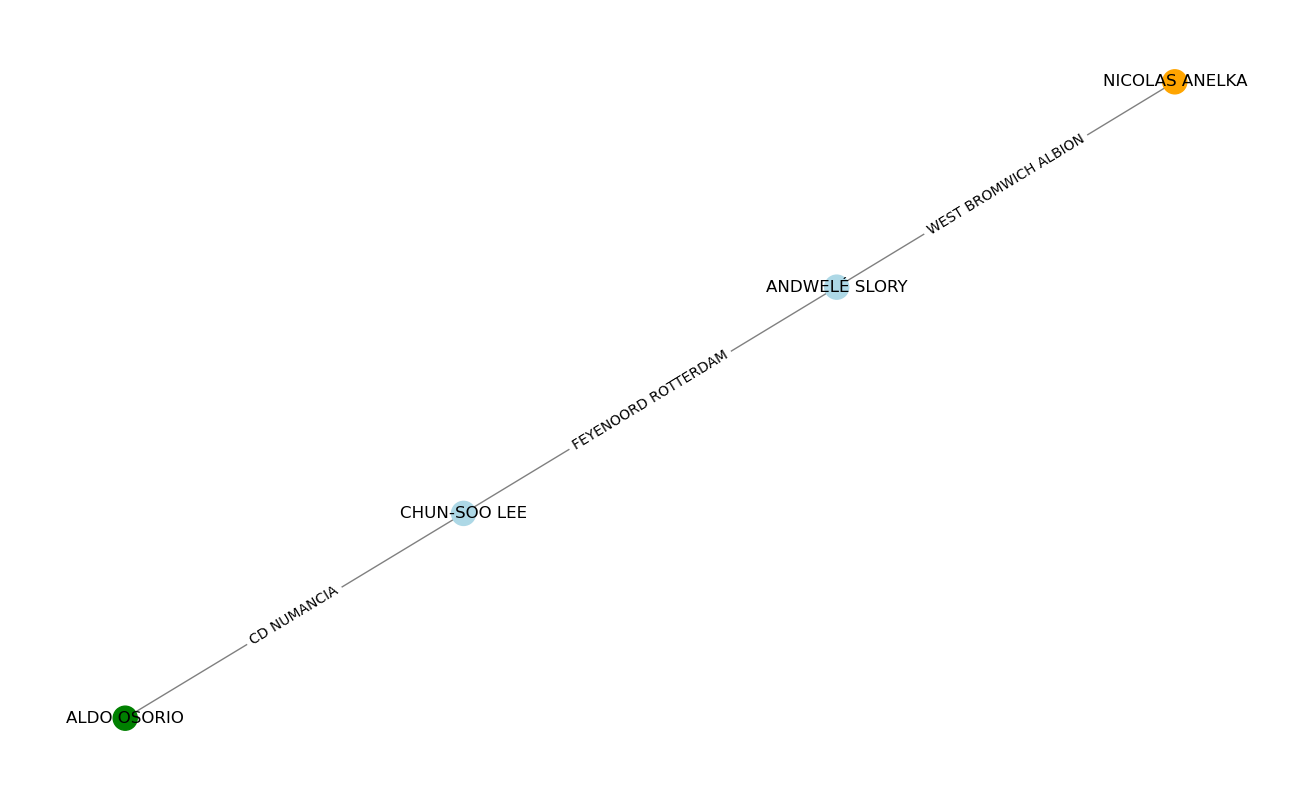 NICOLAS ANELKA
WEST BROMWICH ALBION
ANDWELÉ SLORY
FEYENOORD ROTTERDAM
CHUN-SOO LEE
CD NUMANCIA
ALDO OSORIO